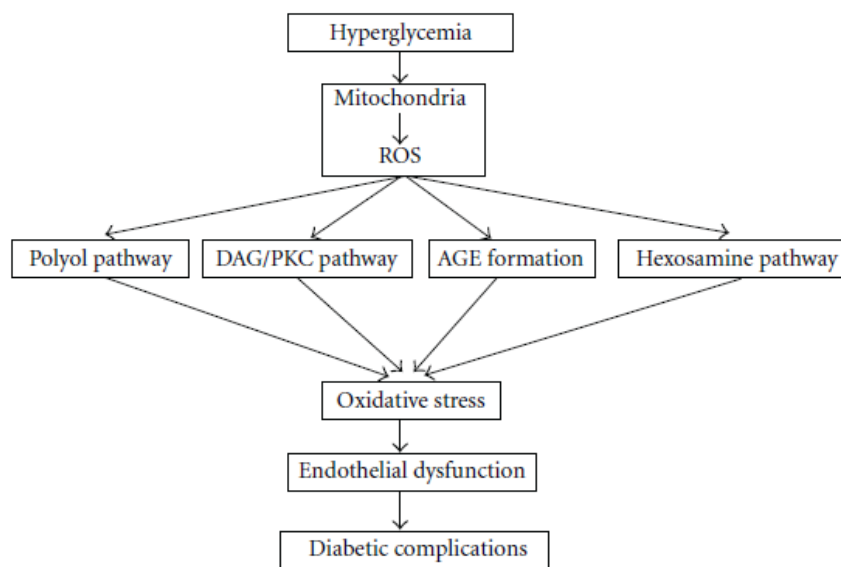 Hyperglycemia
Mitochondria
ROS
Polyol pathway
DAG/PKC pathway
AGE formation
Hexosamine pathway
Oxidative stress
Endothelial dysfunction
Diabetic complications